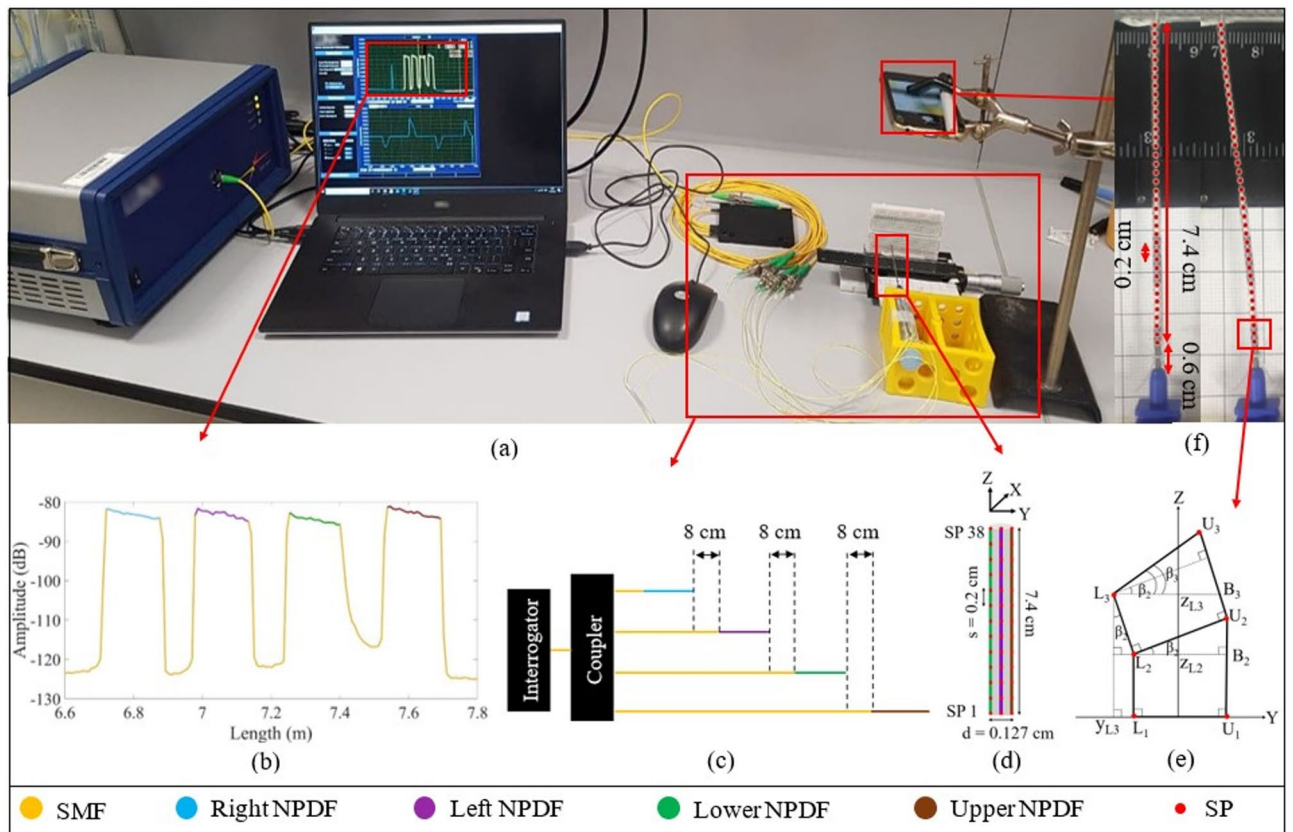 7 6 7 8
3 3
0.2 cm
7.4 cm
0.6 cm
(a)
(f)
-80
-90
-100
-110
-120
-130
Amplitude (dB)
6.6 6.8 7 7.2 7.4 7.6 7.8
Length (m)
(b)
8 cm 8 cm 8 cm
Interrogator
Coupler
(c)
Z
X
Y
SP 38
s = 0.2 cm
7.4 cm
SP 1
d = 0.127 cm
(d)
Z
U3
β3
L3 β2 B3
zL3
U2
β2
β2
L2 zL2 B2
yL3 L1 U1 Y
(e)
SMF Right NPDF Left NPDF Lower NPDF Upper NPDF SP